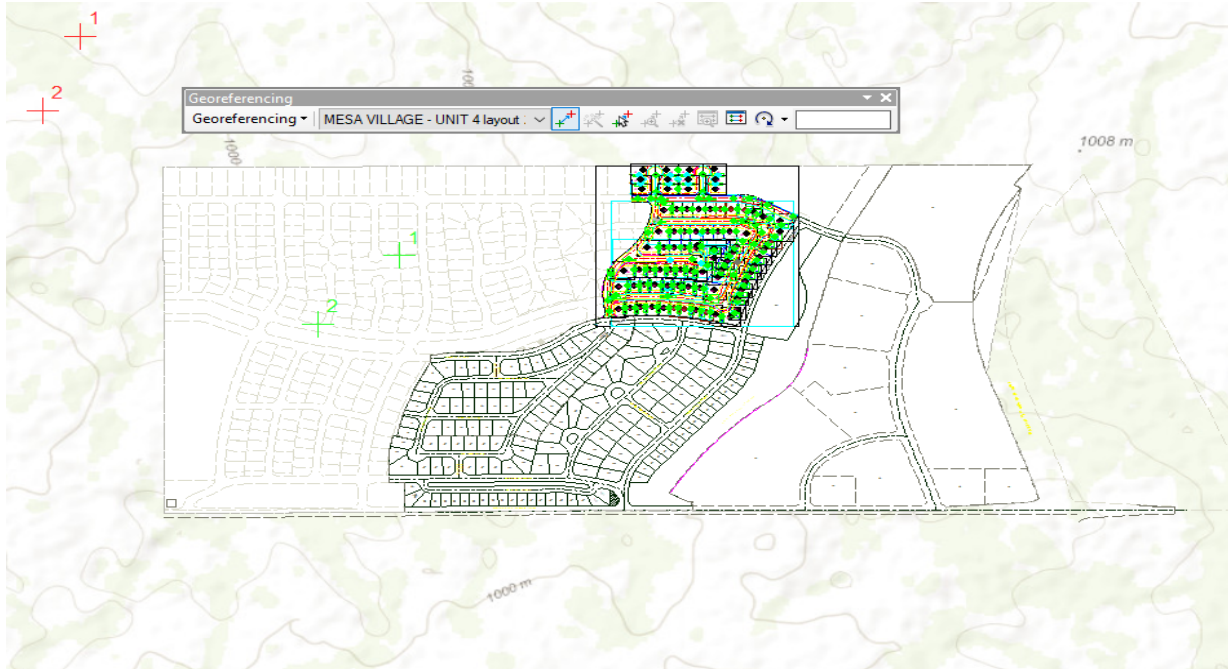 1
2
Georeferencing
Georeferencing
MESA VILLAGE - UNIT 4 layout
1000
1008 m
1
2
1000 m